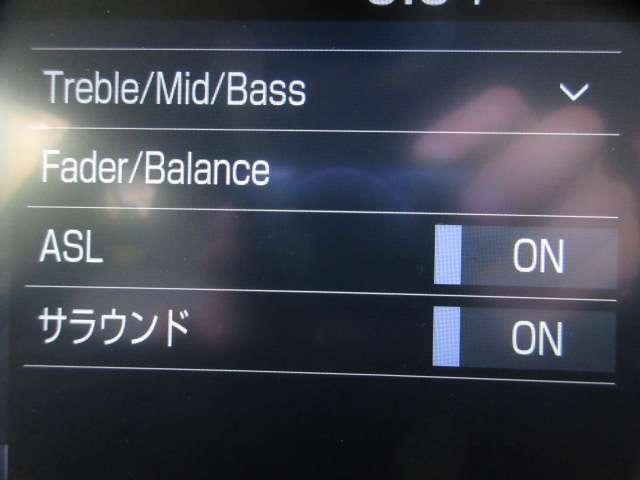 Treble/Mid/Bass
Fader/Balance
ASL
ON
サラウンド
ON